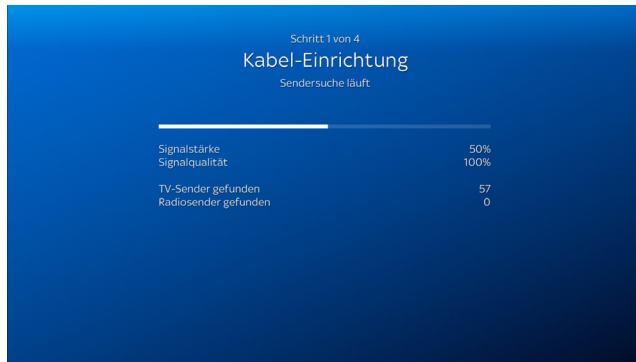 Schritt 1 von 4
Kabel-Einrichtung
Sendersuche läuft
Signalstärke 50%
Signalqualität 100%
TV-Sender gefunden 57
Radiosender gefunden 0